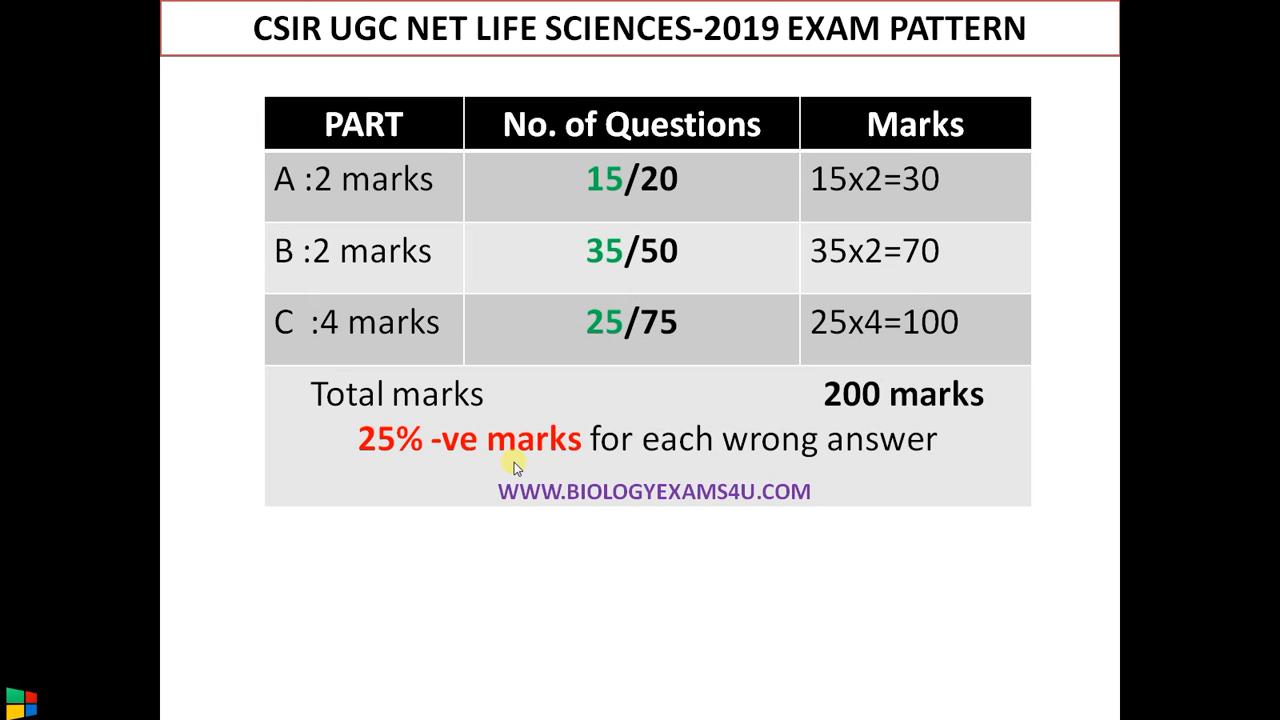 CSIR UGC NET LIFE SCIENCES-2019 EXAM PATTERN
PART No. of Questions Marks
A :2 marks 15/20 15x2=30
B :2 marks 35/50 35x2=70
C :4 marks 25/75 25x4=100
Total marks 200 marks
25% -ve marks for each wrong answer
WWW.BIOLOGYEXAMS4U.COM